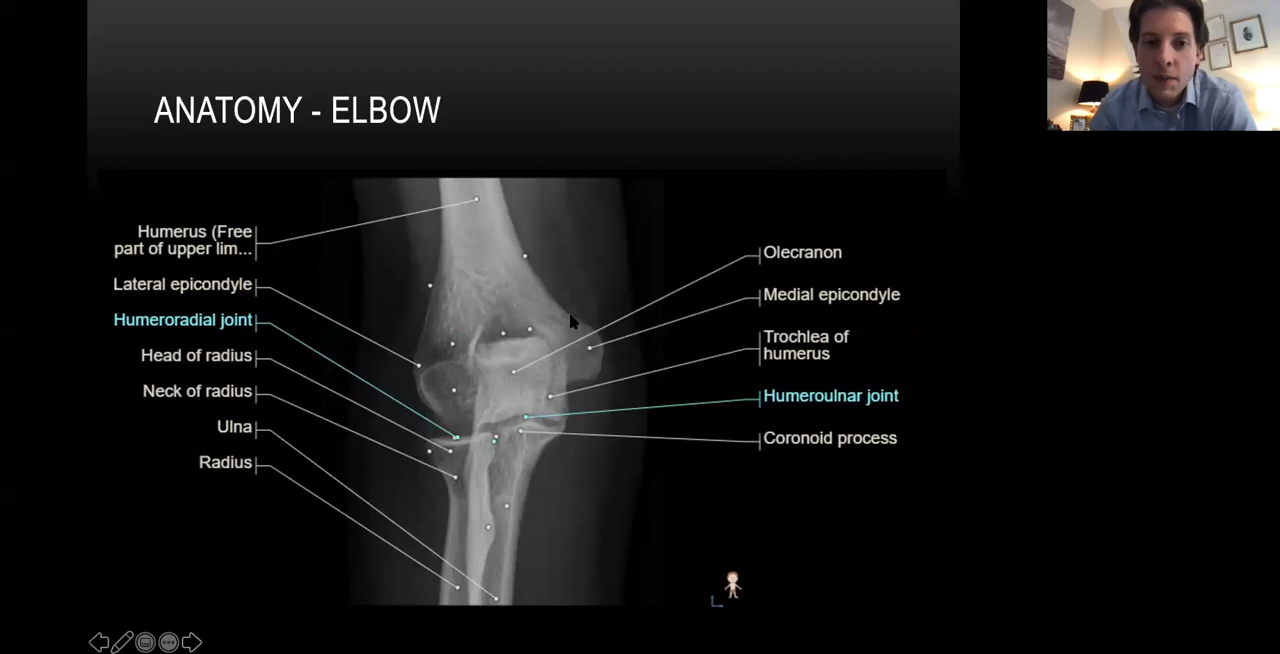 ANATOMY - ELBOW
Humerus (Free
part of upper lim...
Lateral epicondyle
Humeroradial joint
Head of radius
Neck of radius
Ulna
Radius
Olecranon
Medial epicondyle
Trochlea of
humerus
Humeroulnar joint
Coronoid process